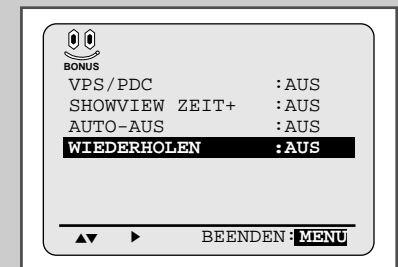 BONUS
VPS/PDC :AUS
SHOWVIEW ZEIT+ :AUS
AUTO-AUS :AUS
WIEDERHOLEN :AUS
BEENDEN:MENU